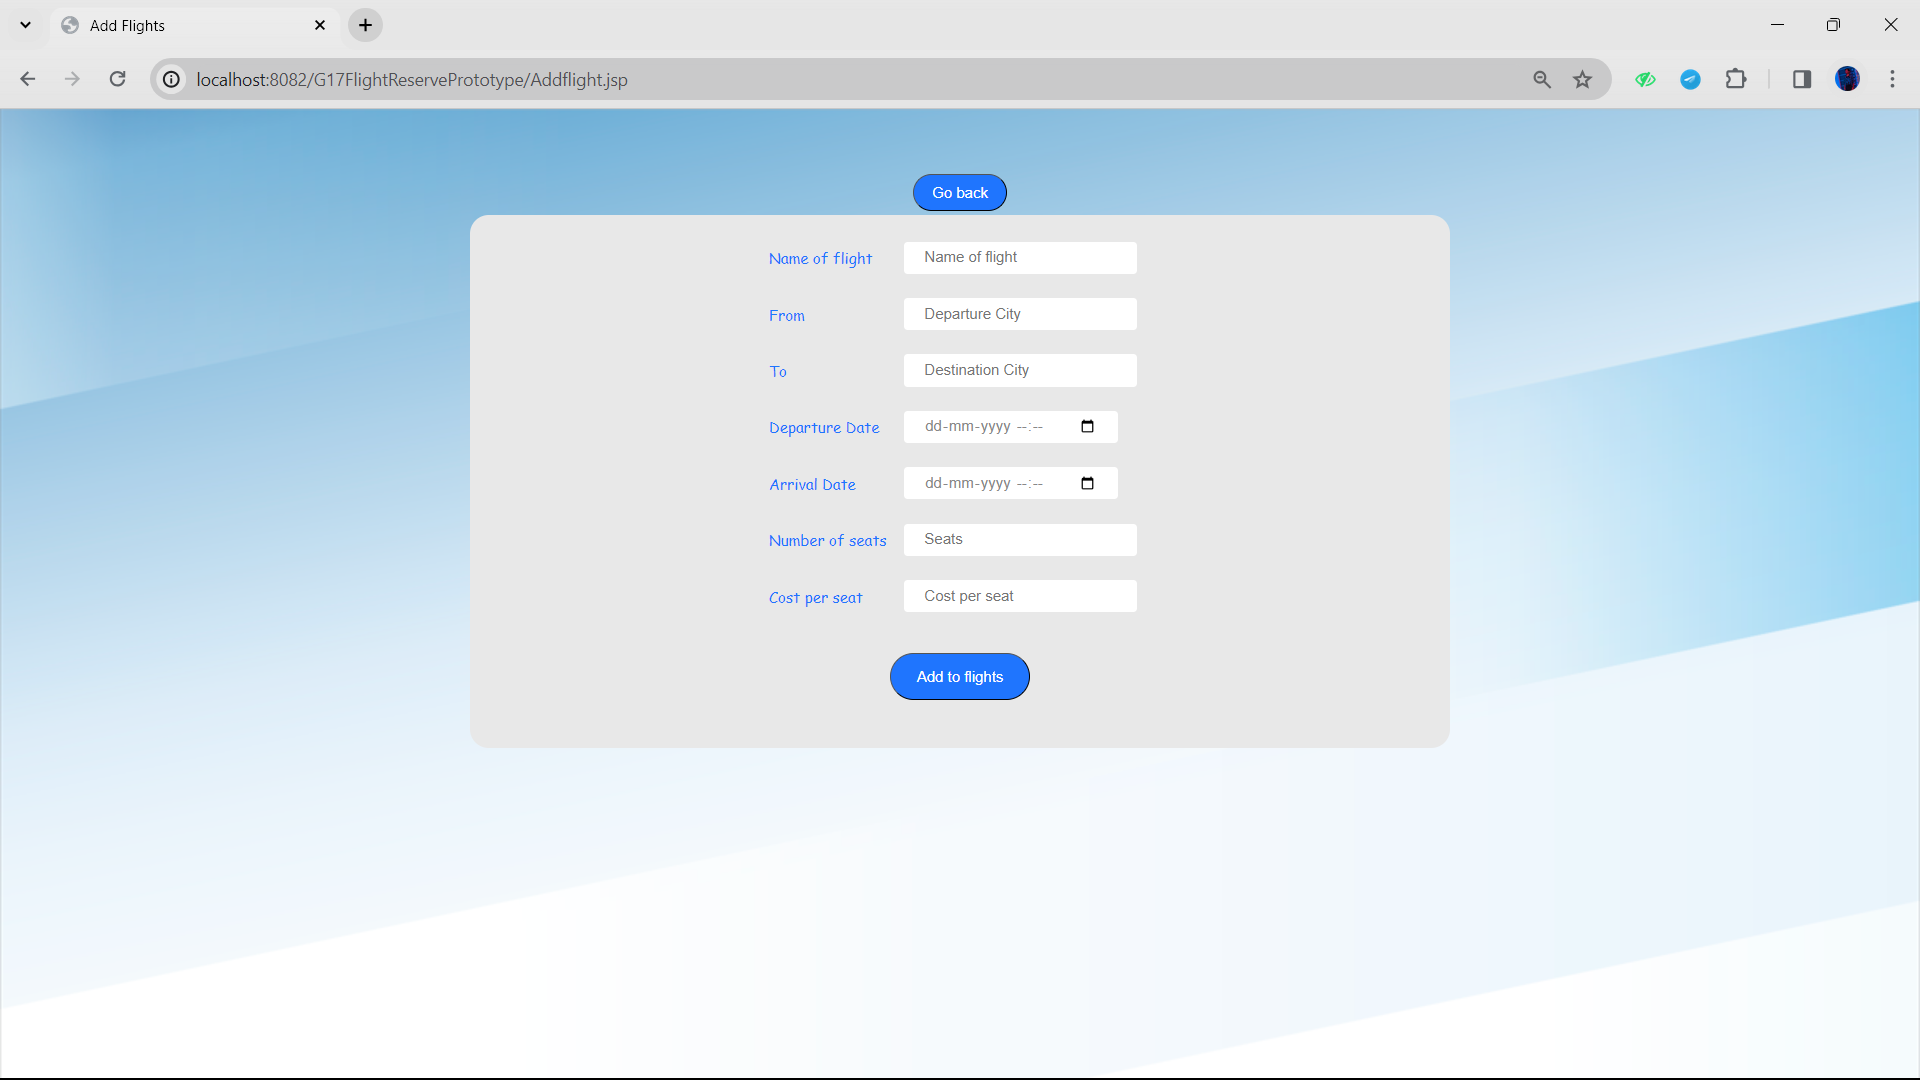 Add Flights
localhost:8082/G17FlightReservePrototype/Addflight.jsp
Go back
Name of flight Name of flight
From Departure City
To Destination City
Departure Date dd-mm-yyyy --:--
Arrival Date dd-mm-yyyy --:--
Number of seats Seats
Cost per seat Cost per seat
Add to flights